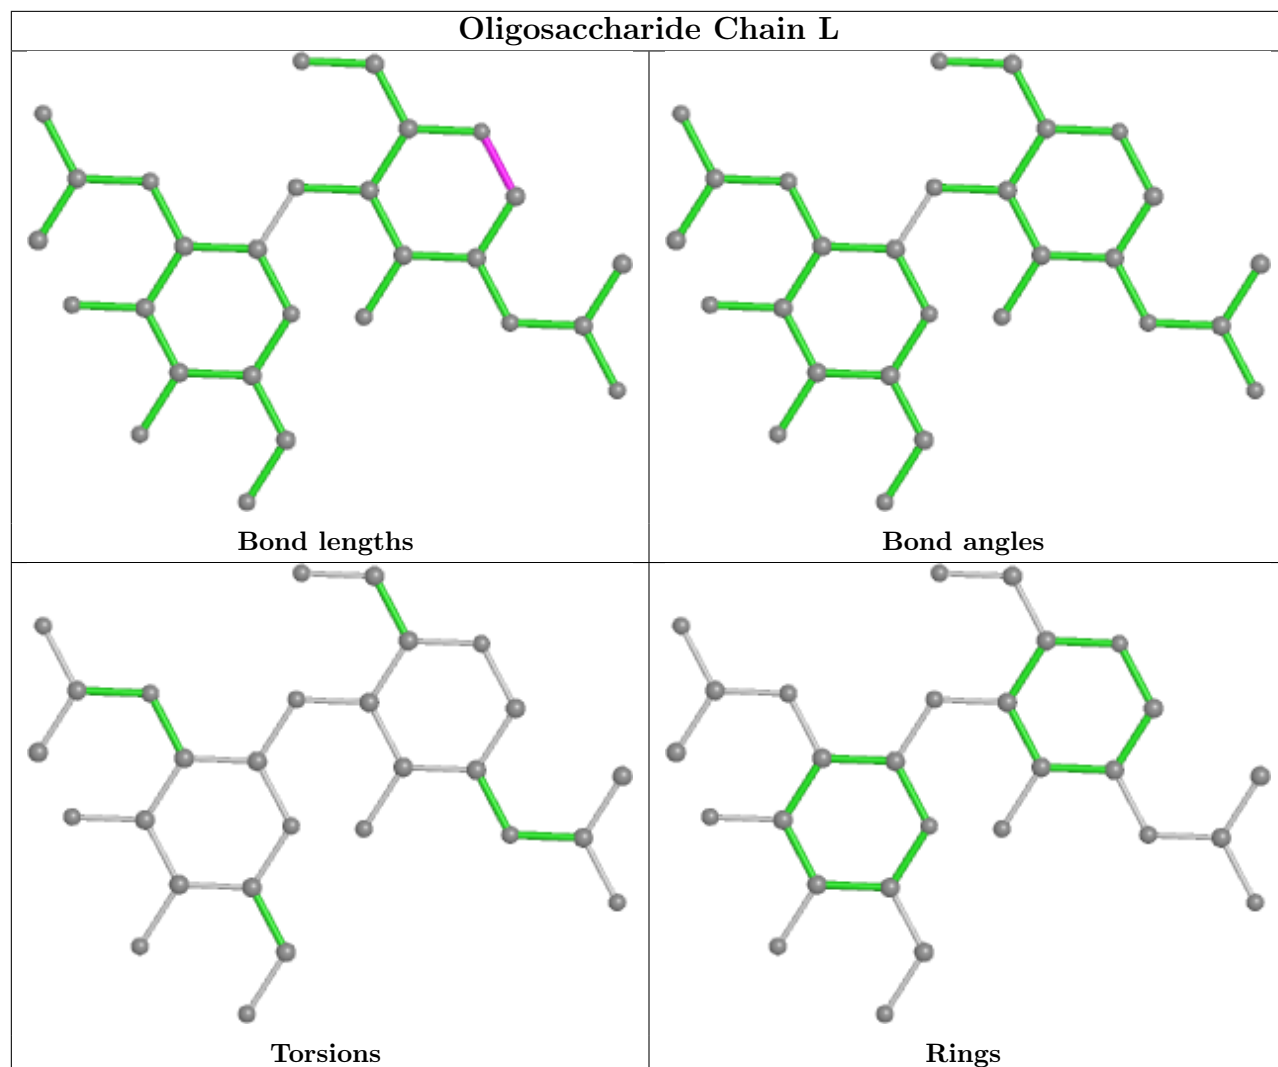 Oligosaccharide Chain L
Bond lengths
Bond angles
Torsions
Rings